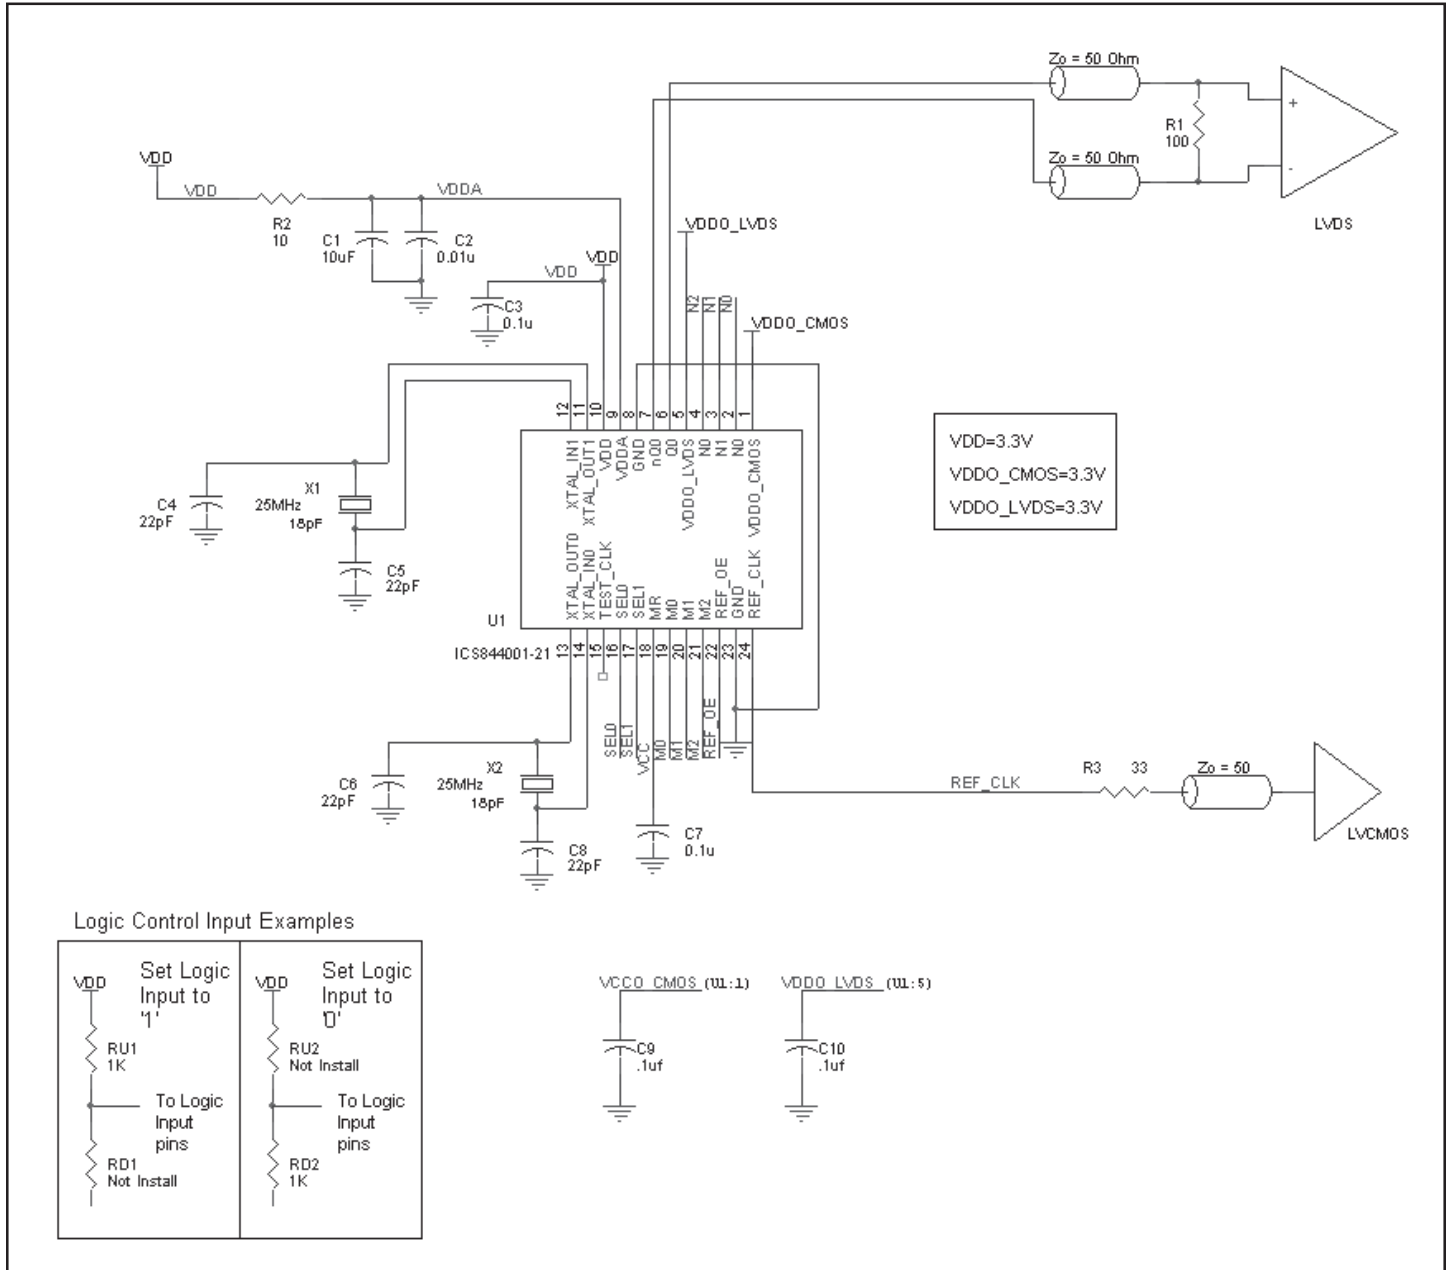 Zo = 50 Ohm
R1
100
Zo = 50 Ohm
+
-
LVDS
VDD
VDD
VDDA
R2
10
C1
10uF
C2
0.01u
VDD
VDD
C3
0.1u
VDDO_LVDS
N2
N1
N0
VDDO_CMOS
12
11
10
9
8
7
6
5
4
3
2
1
XTAL_IN1
XTAL_OUT1
VDD
VDDA
GND
nQ0
Q0
VDDO_LVDS
N0
N1
N0
VDDO_CMOS
VDD=3.3V
VDDO_CMOS=3.3V
VDDO_LVDS=3.3V
C4
22pF
X1
25MHz
18pF
C5
22pF
XTAL_OUT0
XTAL_IN0
TEST_CLK
SEL0
SEL1
MR
M0
M1
M2
REF_OE
GND
REF_CLK
U1
ICS844001-21
13
14
15
16
17
18
19
20
21
22
23
24
SEL0
SEL1
VCC
M0
M1
M2
REF_OE
C6
22pF
X2
25MHz
18pF
C8
22pF
C7
0.1u
REF_CLK
R3 33
Zo = 50
LVCMOS
Logic Control Input Examples
VDD
Set Logic
Input to
'1'
RU1
1K
To Logic
Input
pins
RD1
Not Install
VDD
Set Logic
Input to
'0'
RU2
Not Install
To Logic
Input
pins
RD2
1K
VCCO_CMOS (U1:1)
C9
.1uf
VDDO_LVDS (U1:5)
C10
.1uf